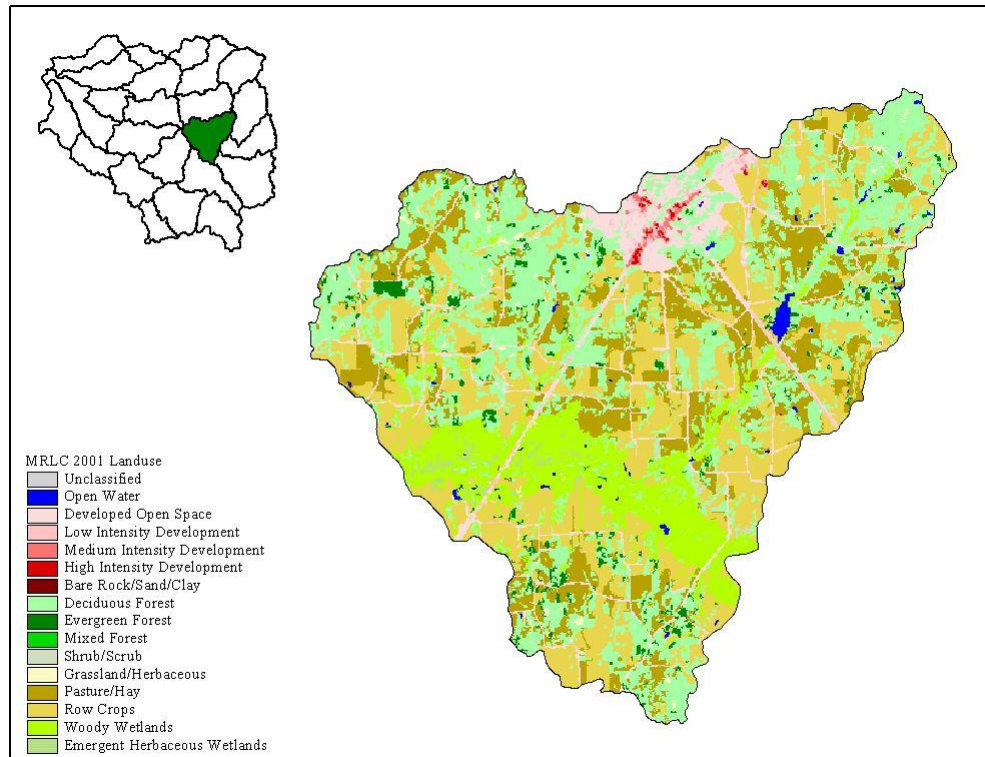 MRLC 2001 Landuse
Unclassified
Open Water
Developed Open Space
Low Intensity Development
Medium Intensity Development
High Intensity Development
Bare Rock/Sand/Clay
Deciduous Forest
Evergreen Forest
Mixed Forest
Shrub/Scrub
Grassland/Herbaceous
Pasture/Hay
Row Crops
Woody Wetlands
Emergent Herbaceous Wetlands